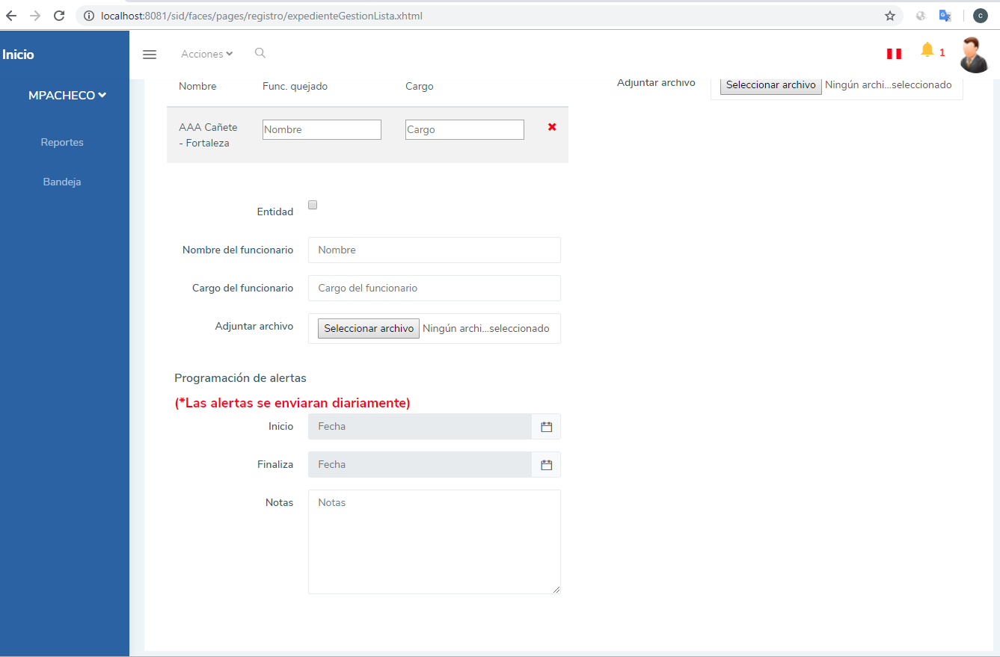 localhost:8081/sid/faces/pages/registro/expedienteGestionLista.xhtml
C
Inicio
Acciones
1
MPACHECO
Reportes
Bandeja
Nombre Func. quejado Cargo
Adjuntar archivo Seleccionar archivo Ningún archi...seleccionado
AAA Cañete
- Fortaleza
Nombre
Cargo
Entidad
Nombre del funcionario Nombre
Cargo del funcionario Cargo del funcionario
Adjuntar archivo Seleccionar archivo Ningún archi...seleccionado
Programación de alertas
(*Las alertas se enviaran diariamente)
Inicio Fecha
Finaliza Fecha
Notas Notas